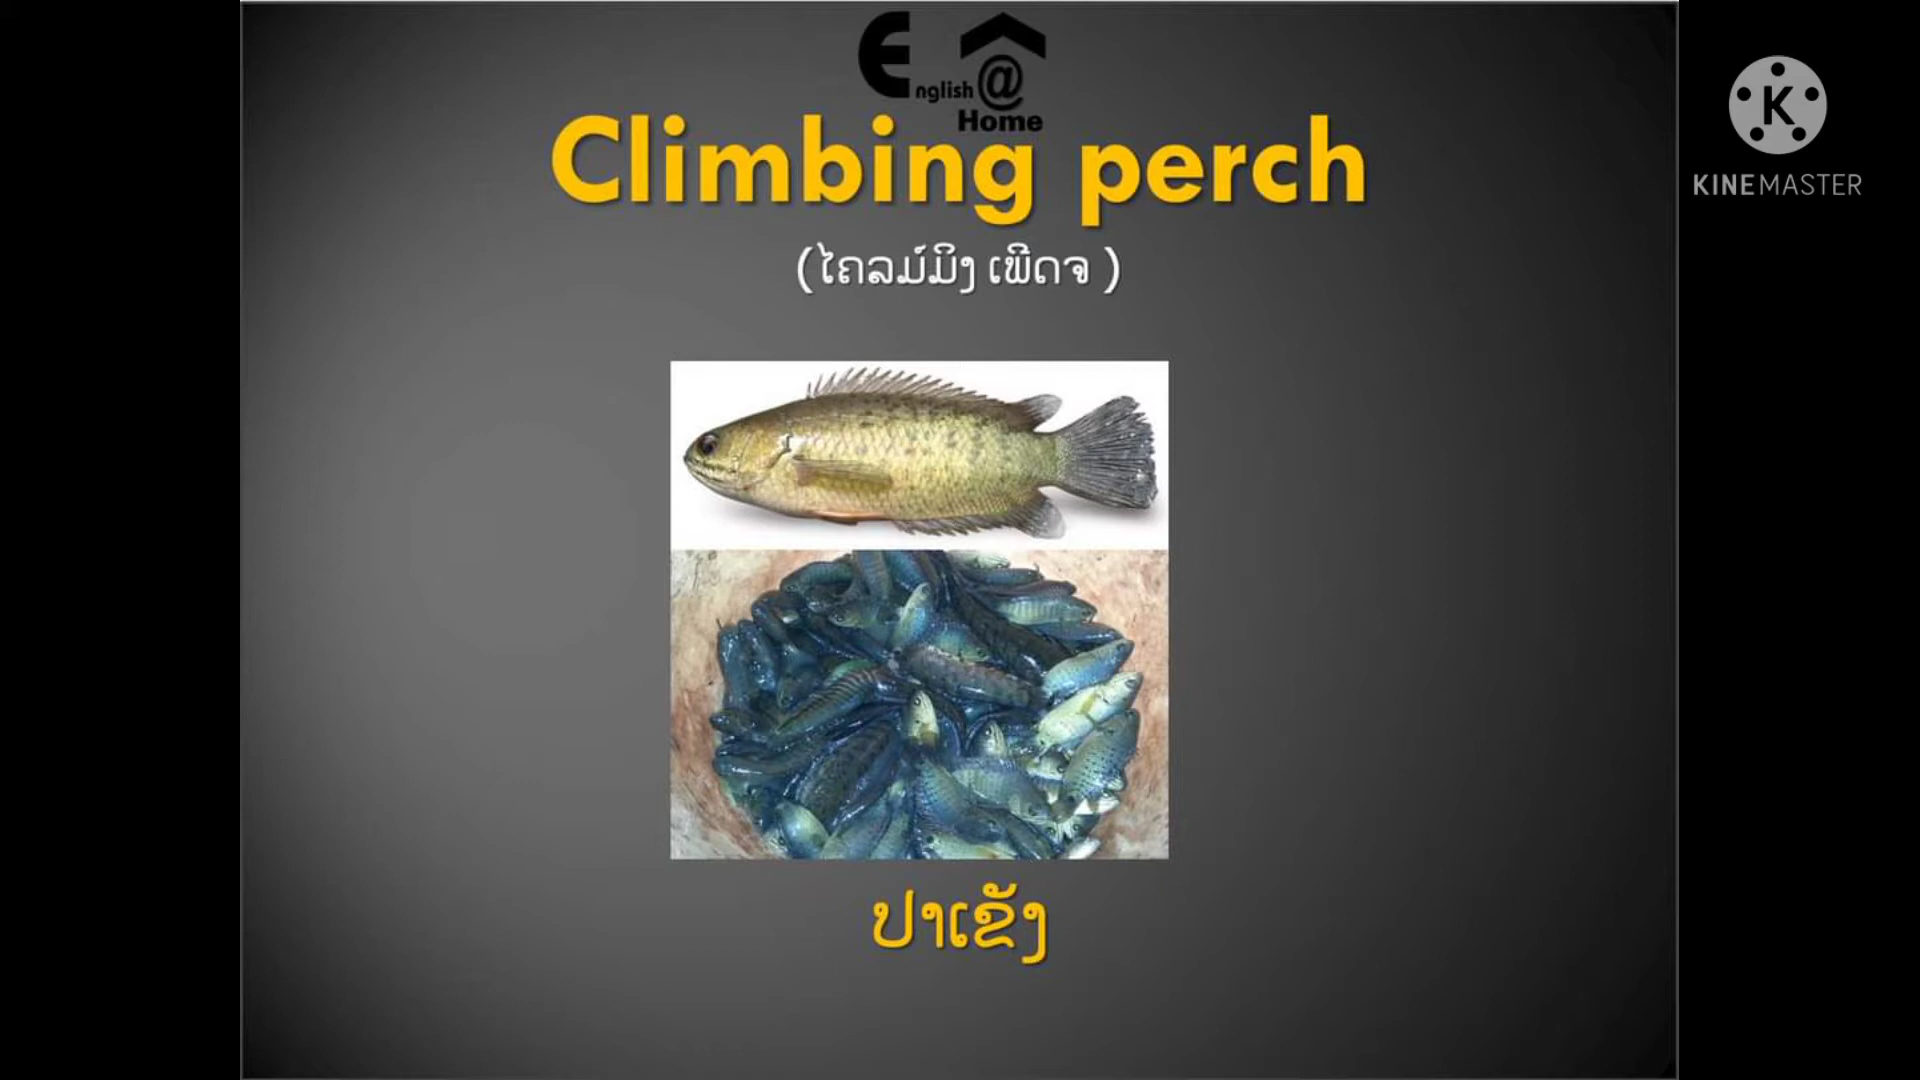 English @
Home
Climbing perch
(ໄຄລມ໌ມິງ ເພີດຈ )
ປາເຂັງ
KINEMASTER